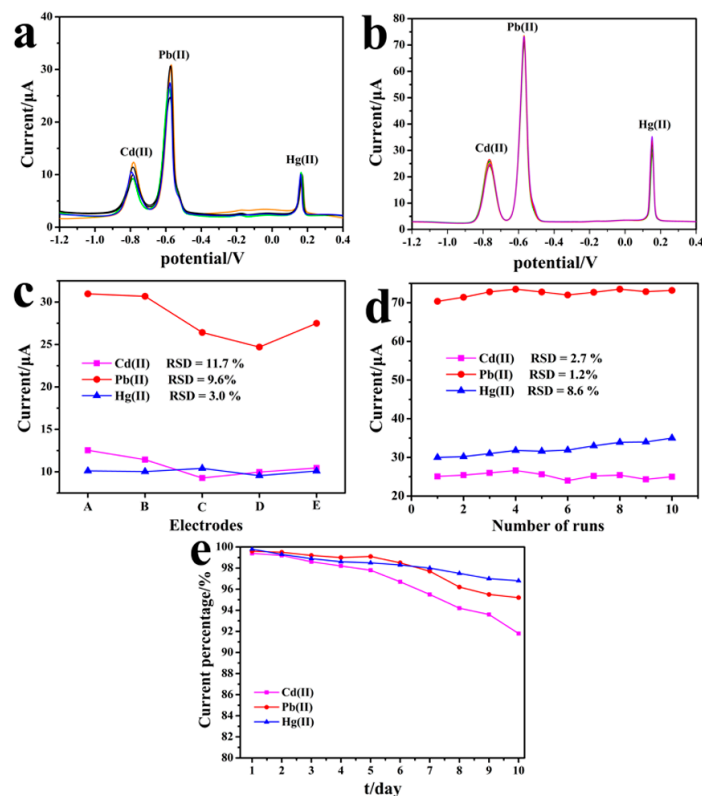 a
Pb(II)
Cd(II)
Hg(II)
Current/μA
40
30
20
10
0
-1.2 -1.0 -0.8 -0.6 -0.4 -0.2 0.0 0.2 0.4
potential/V
b
Pb(II)
Cd(II)
Hg(II)
Current/μA
80
70
60
50
40
30
20
10
0
-1.2 -1.0 -0.8 -0.6 -0.4 -0.2 0.0 0.2 0.4
potential/V
c
Current/μA
30
25
20
15
10
Cd(II) RSD = 11.7 %
Pb(II) RSD = 9.6%
Hg(II) RSD = 3.0 %
A B C D E
Electrodes
d
Current/μA
70
60
50
40
30
20
Cd(II) RSD = 2.7 %
Pb(II) RSD = 1.2%
Hg(II) RSD = 8.6 %
0 2 4 6 8 10
Number of runs
e
Current percentage/%
100
98
96
94
92
90
88
86
84
82
80
Cd(II)
Pb(II)
Hg(II)
1 2 3 4 5 6 7 8 9 10
t/day